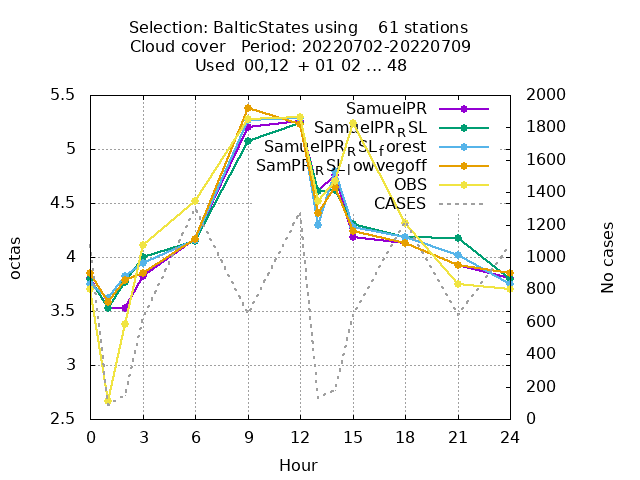 Selection: BalticStates using    61 stations
Cloud cover   Period: 20220702-20220709
Used  00,12  + 01 02 ... 48
5.5
5
4.5
4
3.5
3
2.5
2000
1800
1600
1400
1200
1000
800
600
400
200
0
SamuelPR
SamuelPR_RSL
SamuelPR_RSL_forest
SamPR_RSL_lowvegoff
OBS
CASES
octas
No cases
0 3 6 9 12 15 18 21 24
Hour